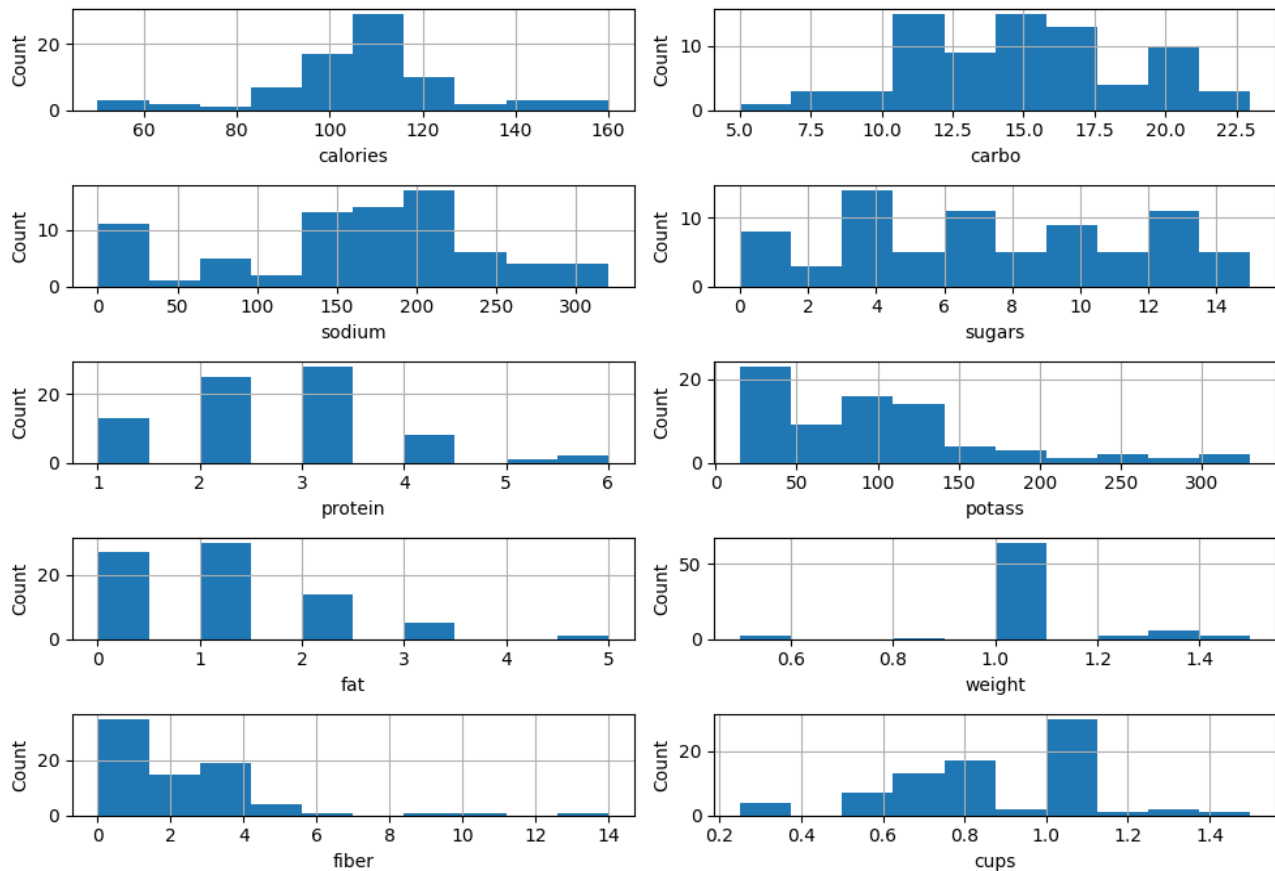 Count
20
0
60 80 100 120 140 160
calories
Count
10
0
5.0 7.5 10.0 12.5 15.0 17.5 20.0 22.5
carbo
Count
10
0
0 50 100 150 200 250 300
sodium
Count
10
0
0 2 4 6 8 10 12 14
sugars
Count
20
0
1 2 3 4 5 6
protein
Count
20
0
0 50 100 150 200 250 300
potass
Count
20
0
0 1 2 3 4 5
fat
Count
50
0
0.6 0.8 1.0 1.2 1.4
weight
Count
20
0
0 2 4 6 8 10 12 14
fiber
Count
20
0
0.2 0.4 0.6 0.8 1.0 1.2 1.4
cups